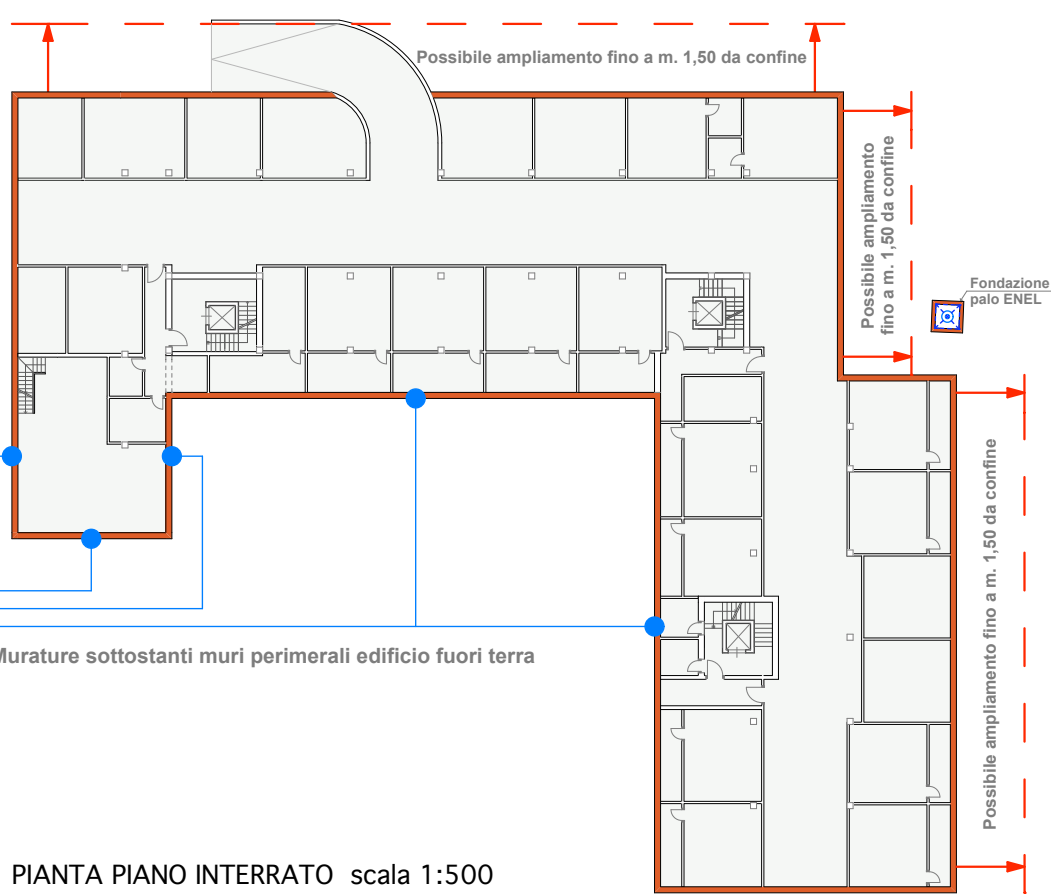 Possibile ampliamento fino a m. 1,50 da confine
Possibile ampliamento
fino a m. 1,50 da confine
Fondazione
palo ENEL
Possibile ampliamento fino a m. 1,50 da confine
Murature sottostanti muri perimerali edificio fuori terra
PIANTA PIANO INTERRATO scala 1:500